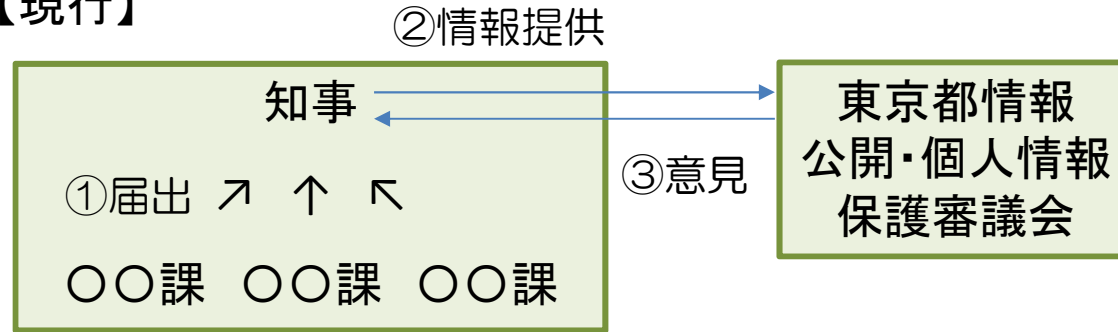 【現行】
②情報提供
知事
①届出 ↗ ↑ ↖
〇〇課 〇〇課 〇〇課
③意見
東京都情報
公開・個人情報
保護審議会